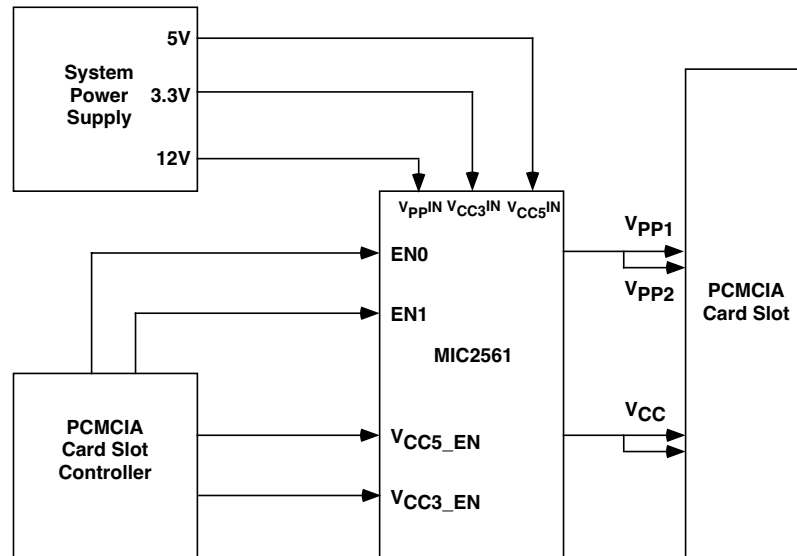 System
Power
Supply
5V
3.3V
12V
VPPIN VCC3IN VCC5IN
EN0
EN1
MIC2561
VCC5_EN
VCC3_EN
PCMCIA
Card Slot
Controller
VPP1
VPP2
VCC
PCMCIA
Card Slot